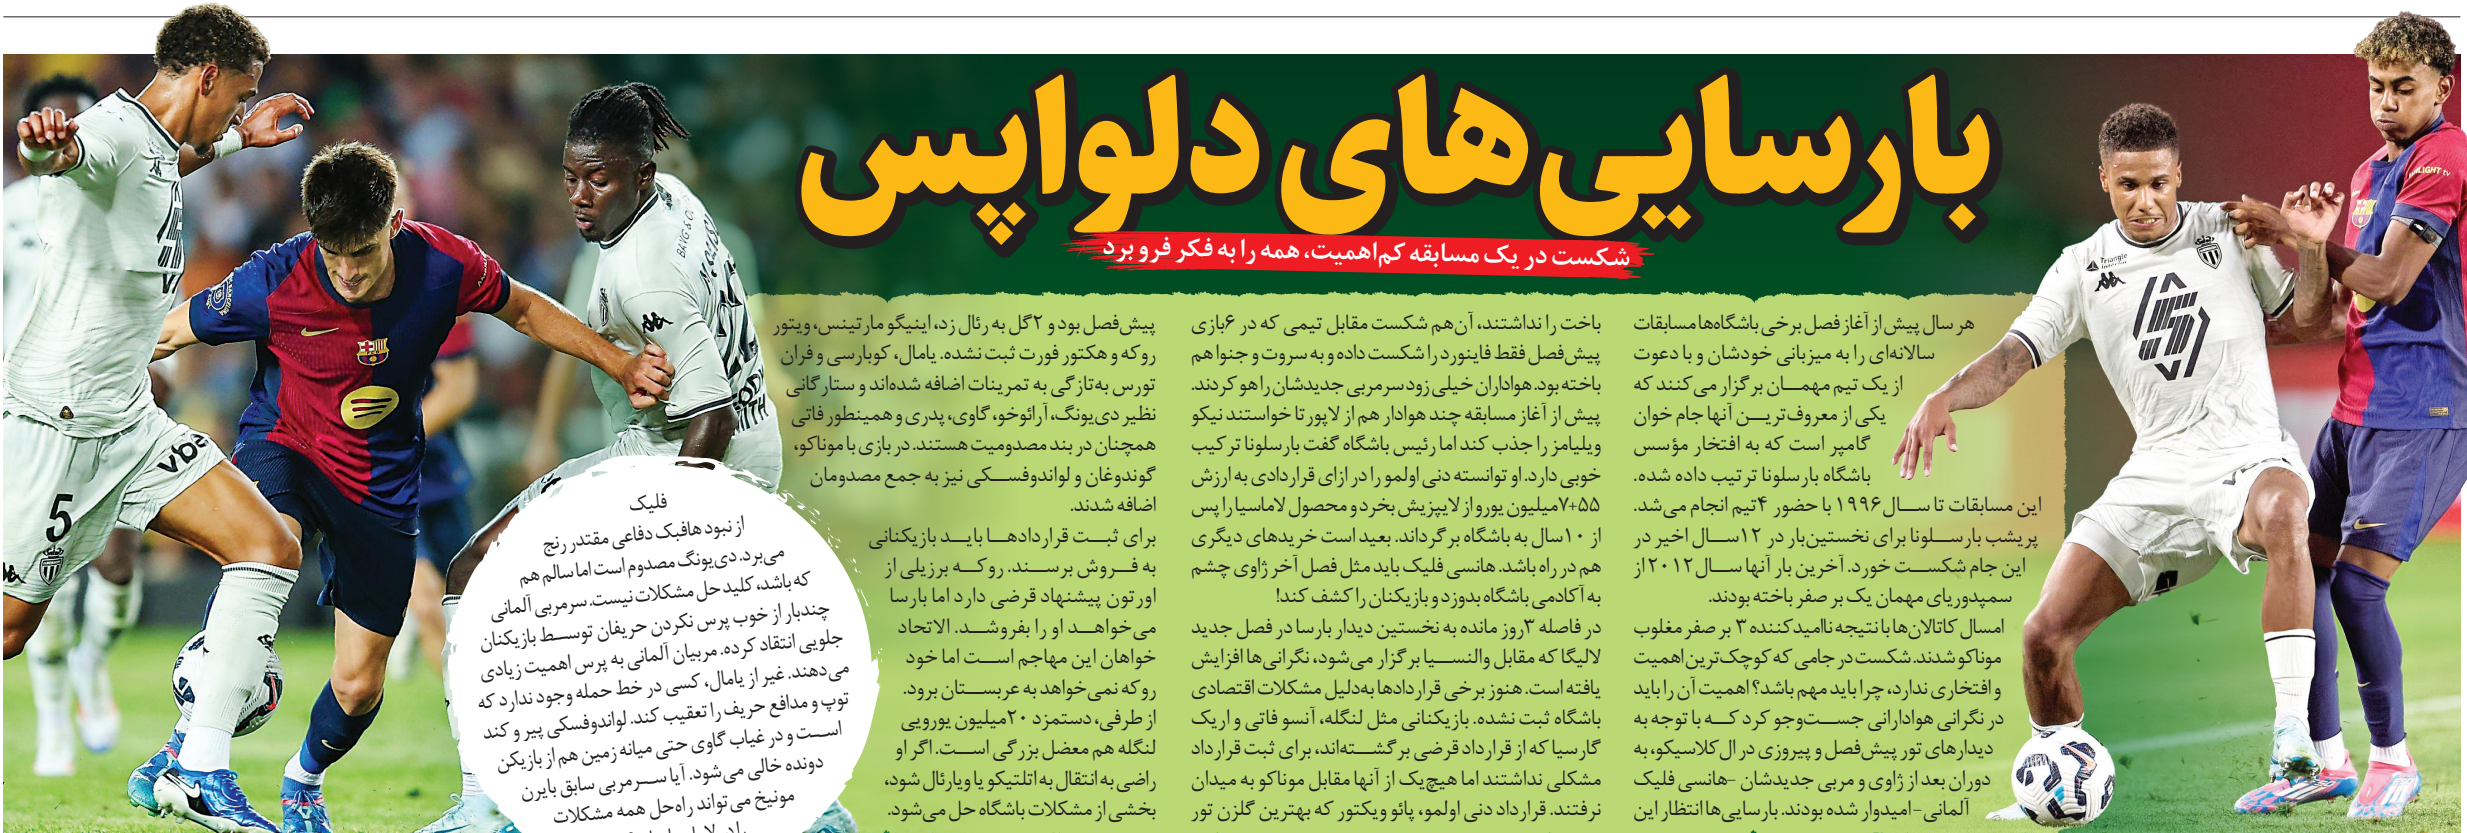 بارسایی‌های دلواپس
شکست در یک مسابقه کم‌اهمیت، همه را به فکر فرو برد
هر سال پیش از آغاز فصل برخی باشگاه‌ها مسابقات
سالانه‌ای را به میزبانی خودشان و با دعوت
از یک تیم مهمان برگزار می‌کنند که
یکی از معروف‌ترین آنها جام خوان
گامپر است که به افتخار مؤسس
باشگاه بارسلونا ترتیب داده شده.
این مسابقات تا سال ۱۹۹۶ با حضور ۴تیم انجام می‌شد.
پریشب بارسلونا برای نخستین‌بار در ۱۲سال اخیر در
این جام شکست خورد. آخرین بار آنها سال ۲۰۱۲ از
سمپدوریای مهمان یک بر صفر باخته بودند.
امسال کاتالان‌ها با نتیجه ناامیدکننده ۳ بر صفر مغلوب
موناکو شدند. شکست در جامی که کوچک‌ترین اهمیت
و افتخاری ندارد، چرا باید مهم باشد؟ اهمیت آن را باید
در نگرانی هوادارانی جست‌وجو کرد که با توجه به
دیدارهای تور پیش‌فصل و پیروزی در ال‌کلاسیکو، به
دوران بعد از ژاوی و مربی جدیدشان -هانسی فلیک
آلمانی- امیدوار شده بودند. بارسایی‌ها انتظار این
باخت را نداشتند، آن‌هم شکست مقابل تیمی که در ۶بازی
پیش‌فصل فقط فاینورد را شکست داده و به سروت و جنوا هم
باخته بود. هواداران خیلی زود سرمربی جدیدشان را هو کردند.
پیش از آغاز مسابقه چند هوادار هم از لاپورتا خواستند نیکو
ویلیامز را جذب کند اما رئیس باشگاه گفت بارسلونا ترکیب
خوبی دارد. او توانسته دنی اولمو را در ازای قراردادی به ارزش
۵۵+۷میلیون یورو از لایپزیش بخرد و محصول لاماسیا را پس
از ۱۰سال به باشگاه برگرداند. بعید است خریدهای دیگری
هم در راه باشد. هانسی فلیک باید مثل فصل آخر ژاوی چشم
به آکادمی باشگاه بدوزد و بازیکنان را کشف کند!
در فاصله ۳روز مانده به نخستین دیدار بارسا در فصل جدید
لالیگا که مقابل والنسیا برگزار می‌شود، نگرانی‌ها افزایش
یافته است. هنوز برخی قراردادها به‌دلیل مشکلات اقتصادی
باشگاه ثبت نشده. بازیکنانی مثل لنگله، آنسو فاتی و اریک
گارسیا که از قرارداد قرضی برگشته‌اند، برای ثبت قرارداد
مشکلی نداشتند اما هیچ‌یک از آنها مقابل موناکو به میدان
نرفتند. قرارداد دنی اولمو، پائو ویکتور که بهترین گلزن تور
پیش‌فصل بود و ۲گل به رئال زد، اینیگو مارتینس، ویتور
روکه و هکتور فورت ثبت نشده. یامال، کوبارسی و فران
تورس به‌تازگی به تمرینات اضافه شده‌اند و ستارگانی
نظیر دی‌یونگ، آرائوخو، گاوی، پدری و همینطور فاتی
همچنان در بند مصدومیت هستند. در بازی با موناکو،
گوندوغان و لواندوفسکی نیز به جمع مصدومان
اضافه شدند.
برای ثبت قراردادها باید بازیکنانی
به فروش برسند. روکه برزیلی از
اورتون پیشنهاد قرضی دارد اما بارسا
می‌خواهد او را بفروشد. الاتحاد
خواهان این مهاجم است اما خود
روکه نمی‌خواهد به عربستان برود.
از طرفی، دستمزد ۲۰میلیون یورویی
لنگله هم معضل بزرگی است. اگر او
راضی به انتقال به اتلتیکو یا ویارئال شود،
بخشی از مشکلات باشگاه حل می‌شود.
فلیک
از نبود هافبک دفاعی مقتدر رنج
می‌برد. دی‌یونگ مصدوم است اما سالم هم
که باشد، کلید حل مشکلات نیست. سرمربی آلمانی
چندبار از خوب پرس نکردن حریفان توسط بازیکنان
جلویی انتقاد کرده. مربیان آلمانی به پرس اهمیت زیادی
می‌دهند. غیر از یامال، کسی در خط حمله وجود ندارد که
توپ و مدافع حریف را تعقیب کند. لواندوفسکی پیر و کند
است و در غیاب گاوی حتی میانه زمین هم از بازیکن
دونده خالی می‌شود. آیا سرمربی سابق بایرن
مونیخ می‌تواند راه‌حل همه مشکلات
5
vbet
22
Triangle